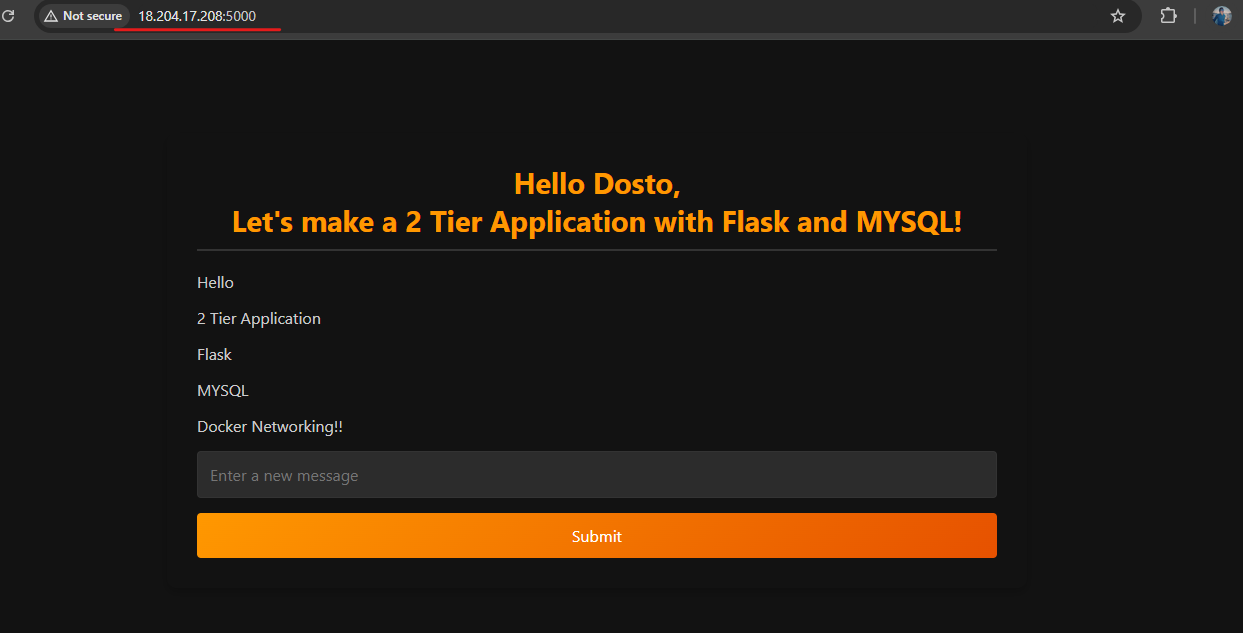 Not secure 18.204.17.208:5000
Hello Dosto,
Let's make a 2 Tier Application with Flask and MYSQL!
Hello
2 Tier Application
Flask
MYSQL
Docker Networking!!
Enter a new message
Submit